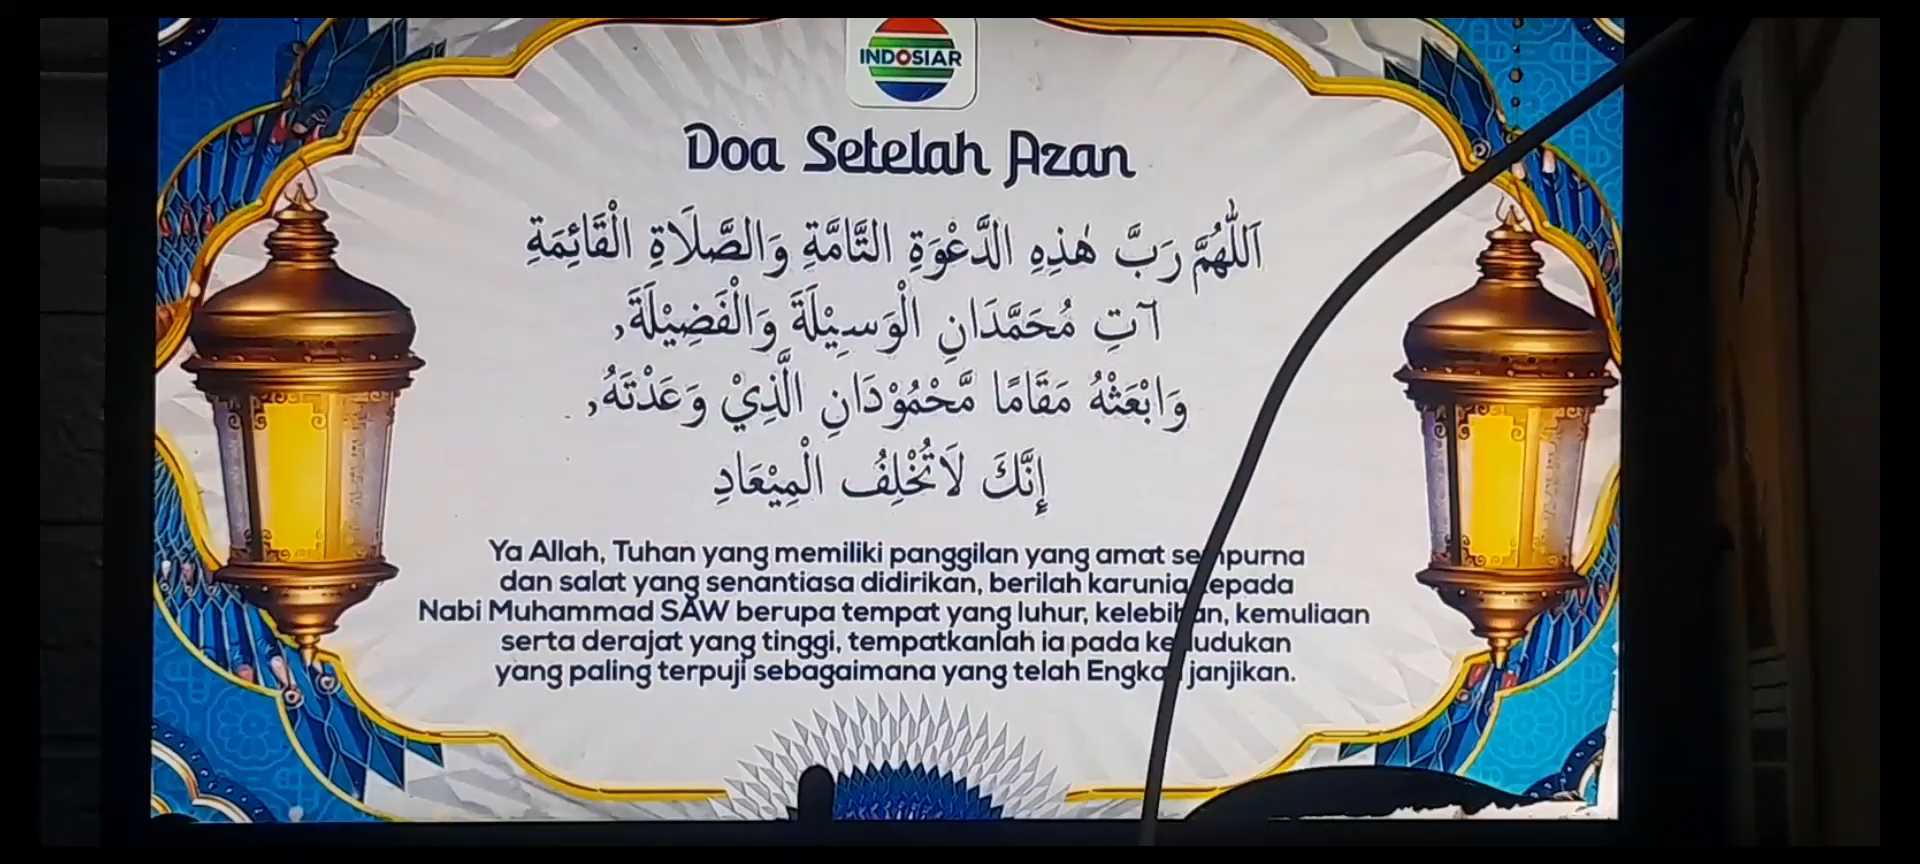 INDOSIAR
Doa Setelah Azan
اَللّٰهُمَّ رَبَّ هٰذِهِ الدَّعْوَةِ التَّامَّةِ وَالصَّلَاةِ الْقَائِمَةِ
آتِ مُحَمَّدَانِ الْوَسِيْلَةَ وَالْفَضِيْلَةَ,
وَابْعَثْهُ مَقَامًا مَّحْمُوْدَانِ الَّذِيْ وَعَدْتَهُ,
إِنَّكَ لَاتُخْلِفُ الْمِيْعَادِ
Ya Allah, Tuhan yang memiliki panggilan yang amat sempurna
dan salat yang senantiasa didirikan, berilah karunia kepada
Nabi Muhammad SAW berupa tempat yang luhur, kelebihan, kemuliaan
serta derajat yang tinggi, tempatkanlah ia pada kedudukan
yang paling terpuji sebagaimana yang telah Engkau janjikan.